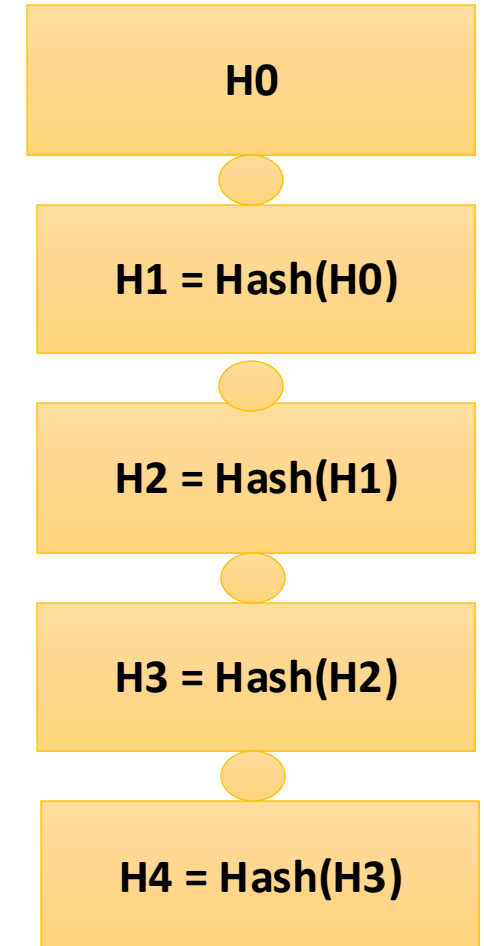 H0
H1 = Hash(H0)
H2 = Hash(H1)
H3 = Hash(H2)
H4 = Hash(H3)